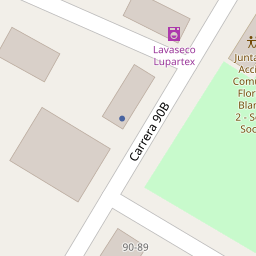 Lavaseco
Lupartex
Junta
Acci
Comu
Flor
Blan
2 - S
Soc
Carrera 90B
90-89